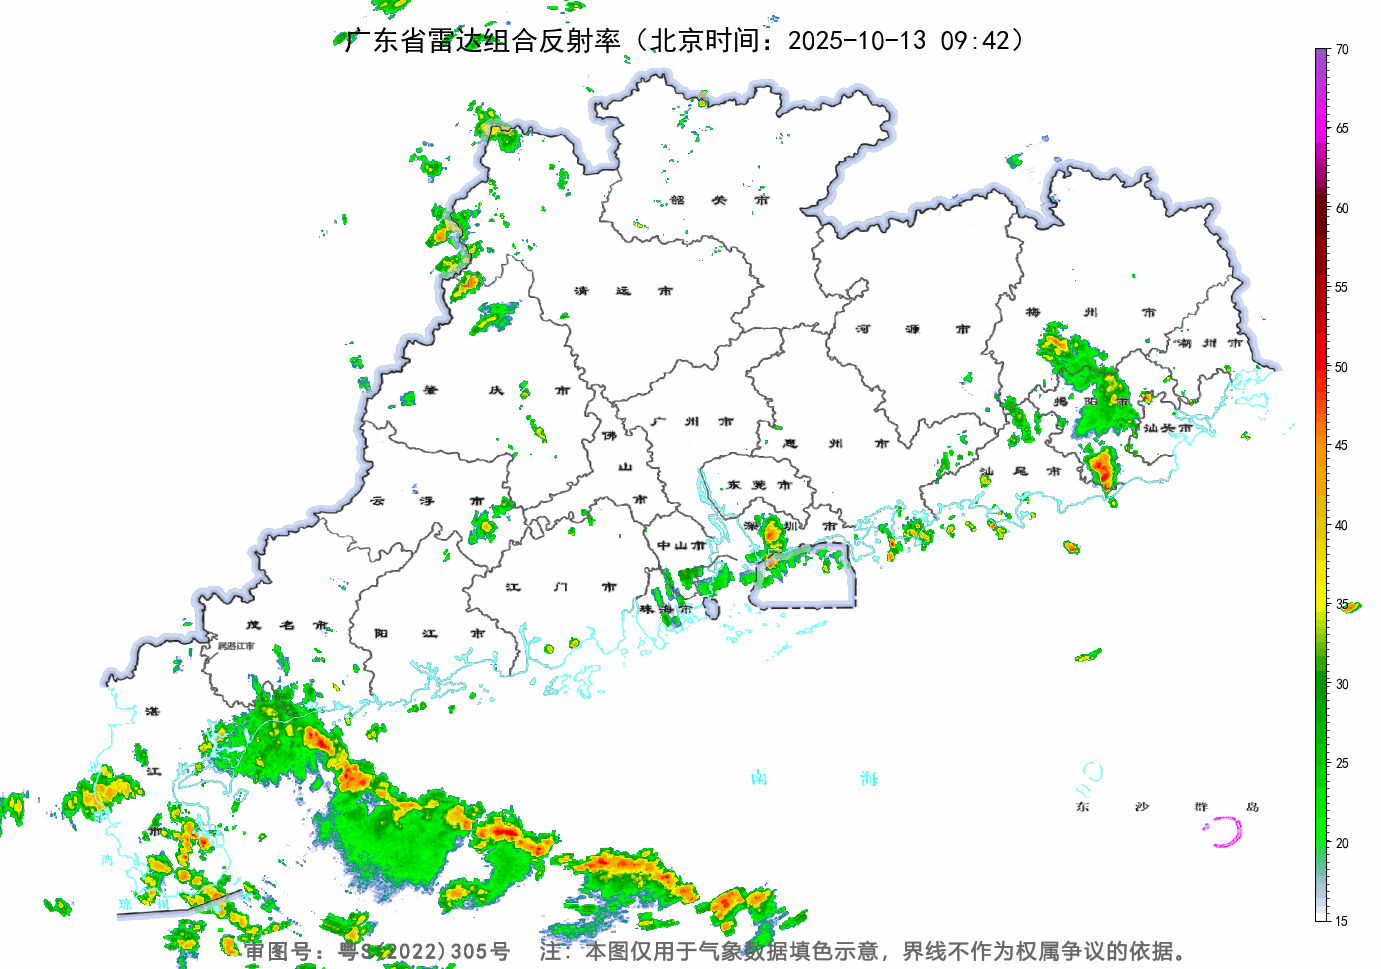 广东省雷达组合反射率（北京时间：2025-10-13 09:42）
70
65
60
55
50
45
40
35
30
25
20
15
韶关市
清远市
河源市
梅州市
潮州市
肇庆市
揭阳市
广州市
佛山市
惠州市
汕头市
汕尾市
东莞市
云浮市
深圳市
中山市
江门市
珠海市
茂名市
阳江市
属湛江市
湛江市
南海
东沙群岛
湾
琼州
审图号：粤S(2022)305号 注：本图仅用于气象数据填色示意，界线不作为权属争议的依据。